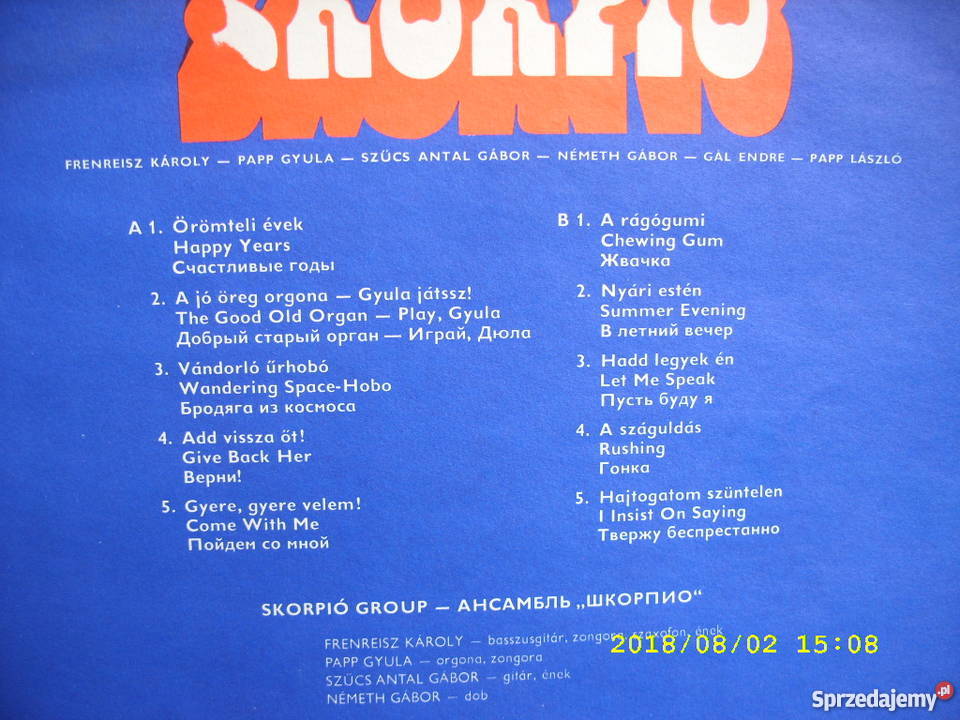 SKORPIÓ
FRENREISZ KÁROLY — PAPP GYULA — SZŰCS ANTAL GÁBOR — NÉMETH GÁBOR — GÁL ENDRE — PAPP LÁSZLÓ
A 1. Örömteli évek
Happy Years
Счастливые годы
2. A jó öreg orgona — Gyula játssz!
The Good Old Organ — Play, Gyula
Добрый старый орган — Играй, Дюла
3. Vándorló űrhobó
Wandering Space-Hobo
Бродяга из космоса
4. Add vissza őt!
Give Back Her
Верни!
5. Gyere, gyere velem!
Come With Me
Пойдем со мной
B 1. A rágógumi
Chewing Gum
Жвачка
2. Nyári estén
Summer Evening
В летний вечер
3. Hadd legyek én
Let Me Speak
Пусть буду я
4. A száguldás
Rushing
Гонка
5. Hajtogatom szüntelen
I Insist On Saying
Твержу беспрестанно
SKORPIÓ GROUP — АНСАМБЛЬ „ШКОРПИО“
FRENREISZ KÁROLY — basszusgitár, zongora, szaxofon, ének
PAPP GYULA — orgona, zongora
SZŰCS ANTAL GÁBOR — gitár, ének
NÉMETH GÁBOR — dob
2018/08/02 15:08
Sprzedajemy.pl